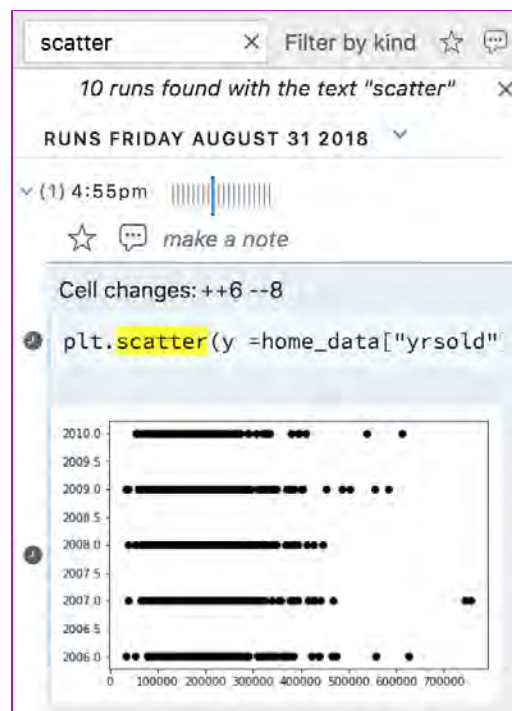 scatter × Filter by kind
10 runs found with the text "scatter" ×
RUNS FRIDAY AUGUST 31 2018
(1) 4:55pm
make a note
Cell changes: ++6 --8
plt.scatter(y =home_data["yrsold"
2010.0
2009.5
2009.0
2008.5
2008.0
2007.5
2007.0
2006.5
2006.0
0 100000 200000 300000 400000 500000 600000 700000